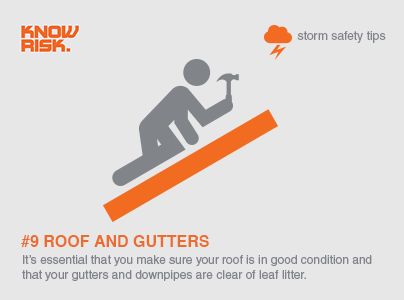 KNOW
RISK.
storm safety tips
#9 ROOF AND GUTTERS
It's essential that you make sure your roof is in good condition and
that your gutters and downpipes are clear of leaf litter.